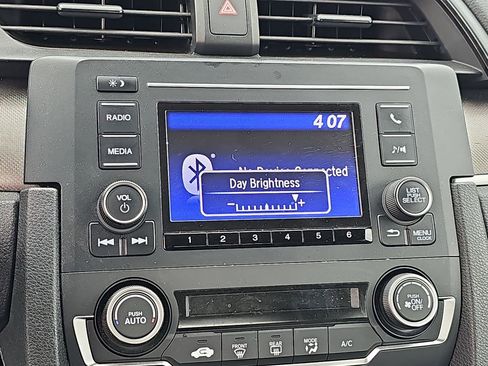 RADIO
MEDIA
VOL
4 07
No Device Connected
Day Brightness
- +
1 2 3 4 5 6
LIST
PUSH
SELECT
MENU
CLOCK
PUSH
AUTO
FRONT
REAR
MODE
A/C
PUSH
ON/
OFF